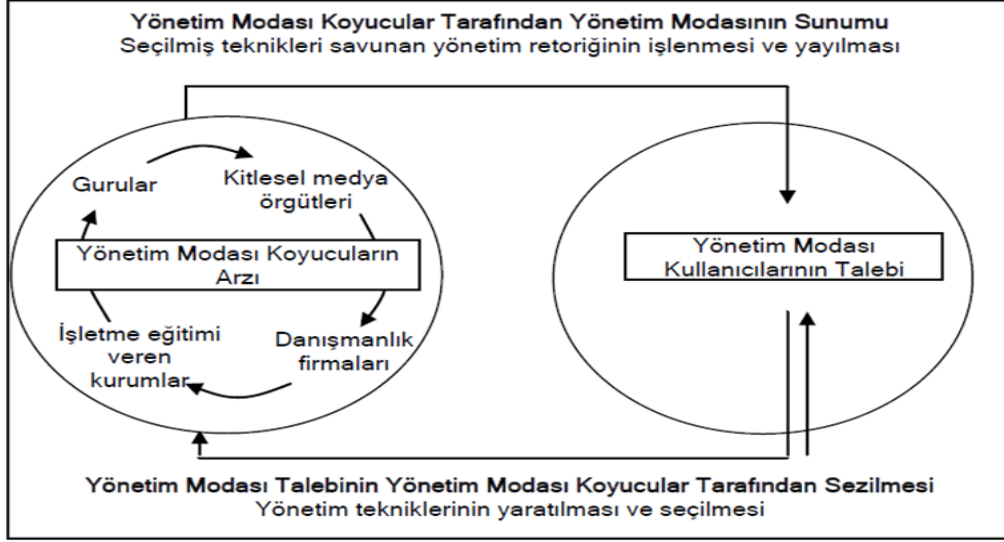 Yönetim Modası Koyucular Tarafından Yönetim Modasının Sunumu
Seçilmiş teknikleri savunan yönetim retoriğinin işlenmesi ve yayılması
Gurular
Kitlesel medya
örgütleri
Yönetim Modası Koyucuların
Arzı
İşletme eğitimi
veren
kurumlar
Danışmanlık
firmaları
Yönetim Modası
Kullanıcılarının Talebi
Yönetim Modası Talebinin Yönetim Modası Koyucular Tarafından Sezilmesi
Yönetim tekniklerinin yaratılması ve seçilmesi